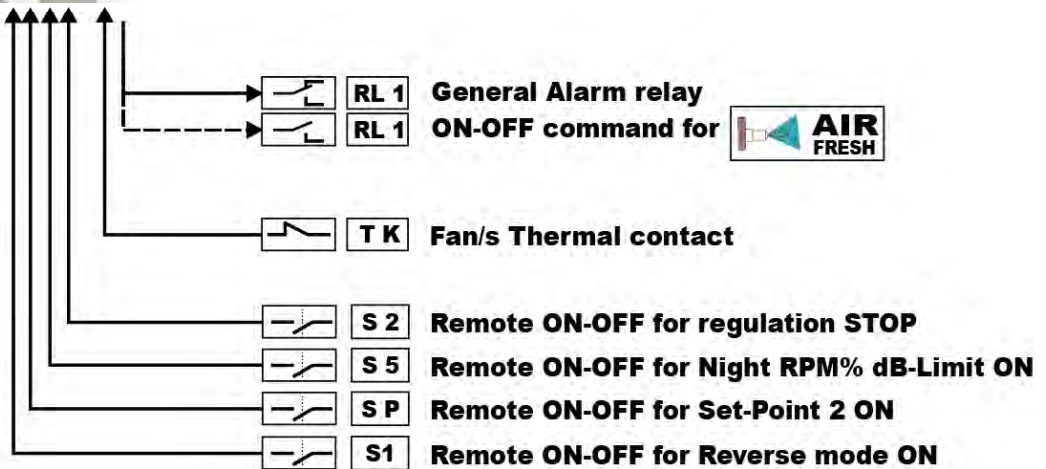 RL 1 General Alarm relay
RL 1 ON-OFF command for AIR
FRESH
T K Fan/s Thermal contact
S 2 Remote ON-OFF for regulation STOP
S 5 Remote ON-OFF for Night RPM% dB-Limit ON
S P Remote ON-OFF for Set-Point 2 ON
S1 Remote ON-OFF for Reverse mode ON